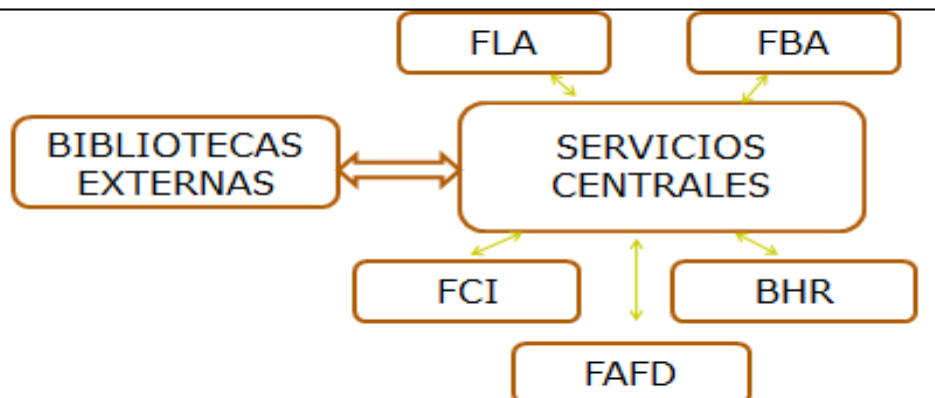 FLA
FBA
BIBLIOTECAS
EXTERNAS
SERVICIOS
CENTRALES
FCI
BHR
FAFD